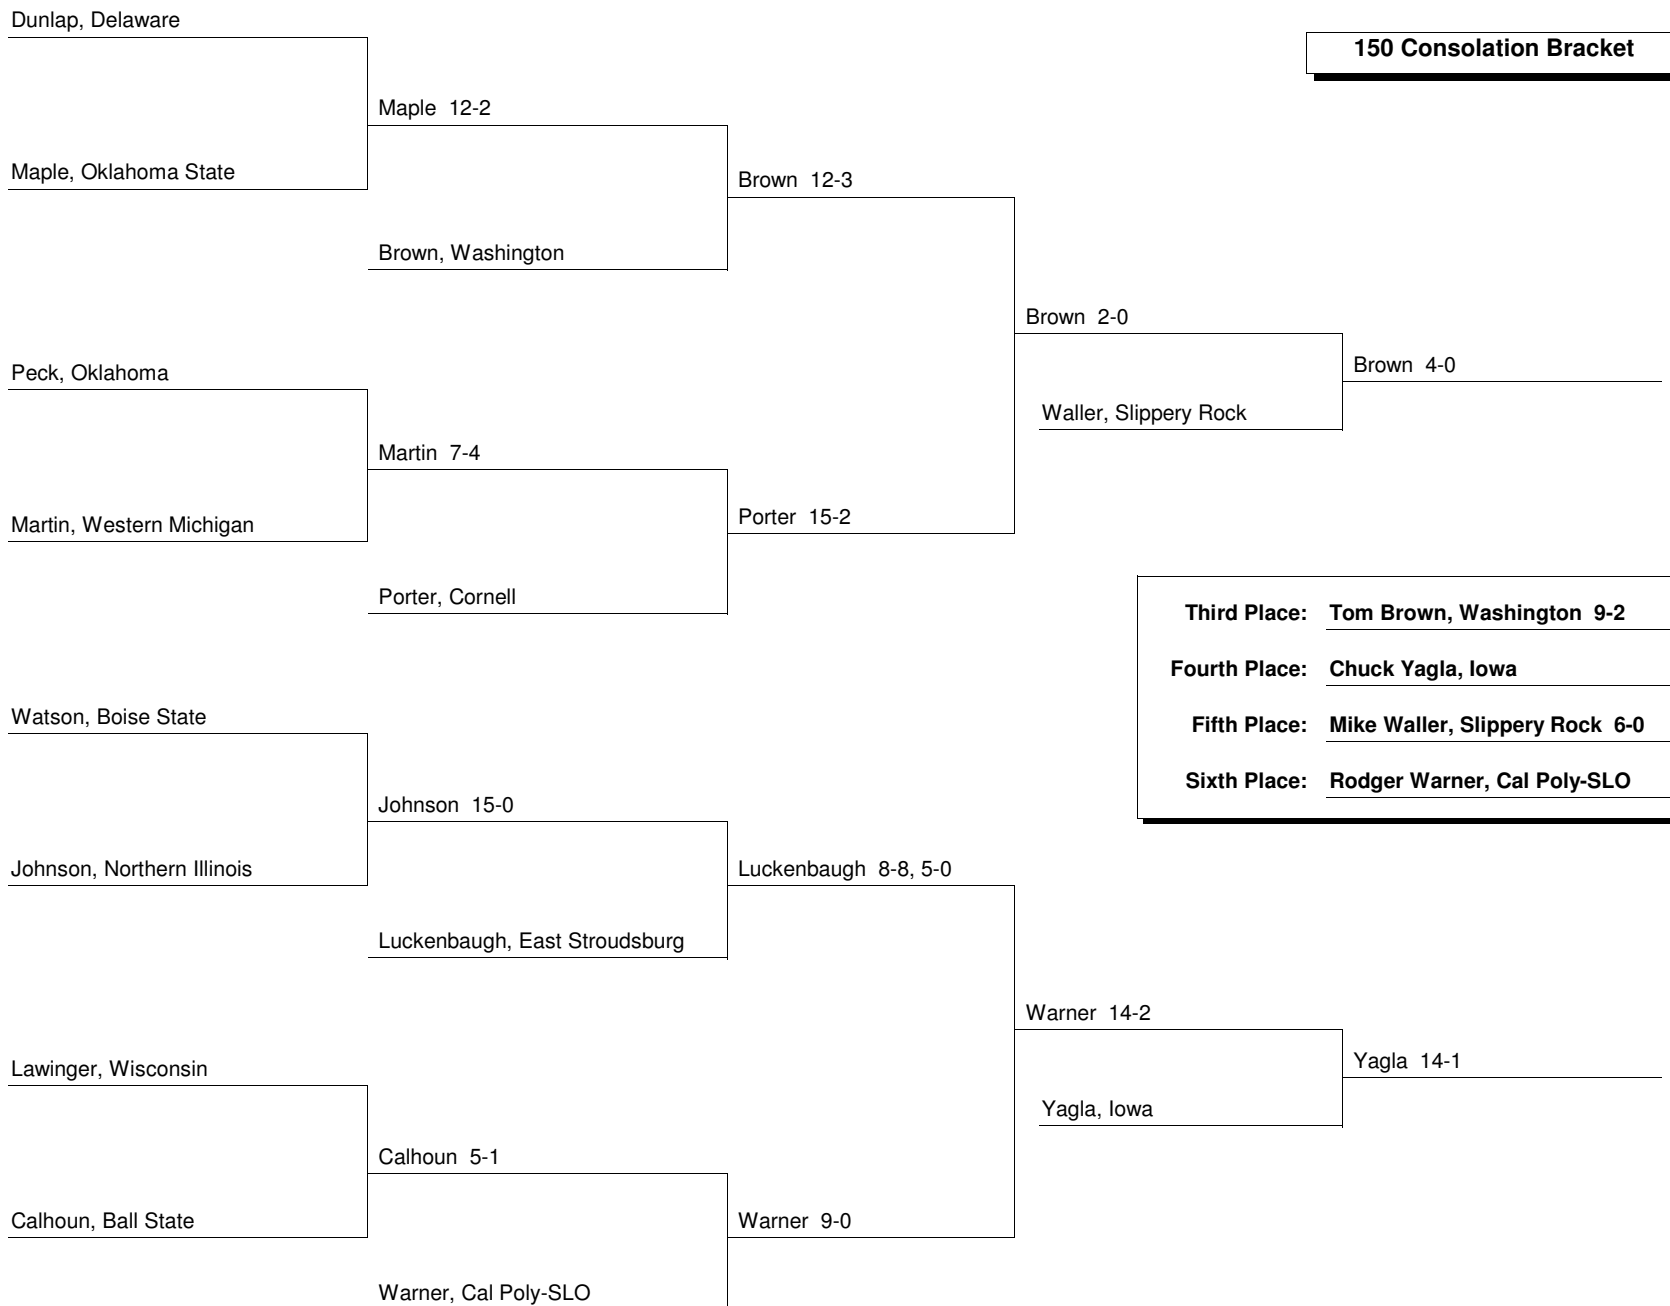 Dunlap, Delaware
150 Consolation Bracket
Maple 12-2
Maple, Oklahoma State
Brown 12-3
Brown, Washington
Brown 2-0
Peck, Oklahoma
Brown 4-0
Waller, Slippery Rock
Martin 7-4
Martin, Western Michigan
Porter 15-2
Porter, Cornell
Third Place: Tom Brown, Washington 9-2
Fourth Place: Chuck Yagla, Iowa
Fifth Place: Mike Waller, Slippery Rock 6-0
Sixth Place: Rodger Warner, Cal Poly-SLO
Watson, Boise State
Johnson 15-0
Johnson, Northern Illinois
Luckenbaugh 8-8, 5-0
Luckenbaugh, East Stroudsburg
Warner 14-2
Lawinger, Wisconsin
Yagla 14-1
Yagla, Iowa
Calhoun 5-1
Calhoun, Ball State
Warner 9-0
Warner, Cal Poly-SLO